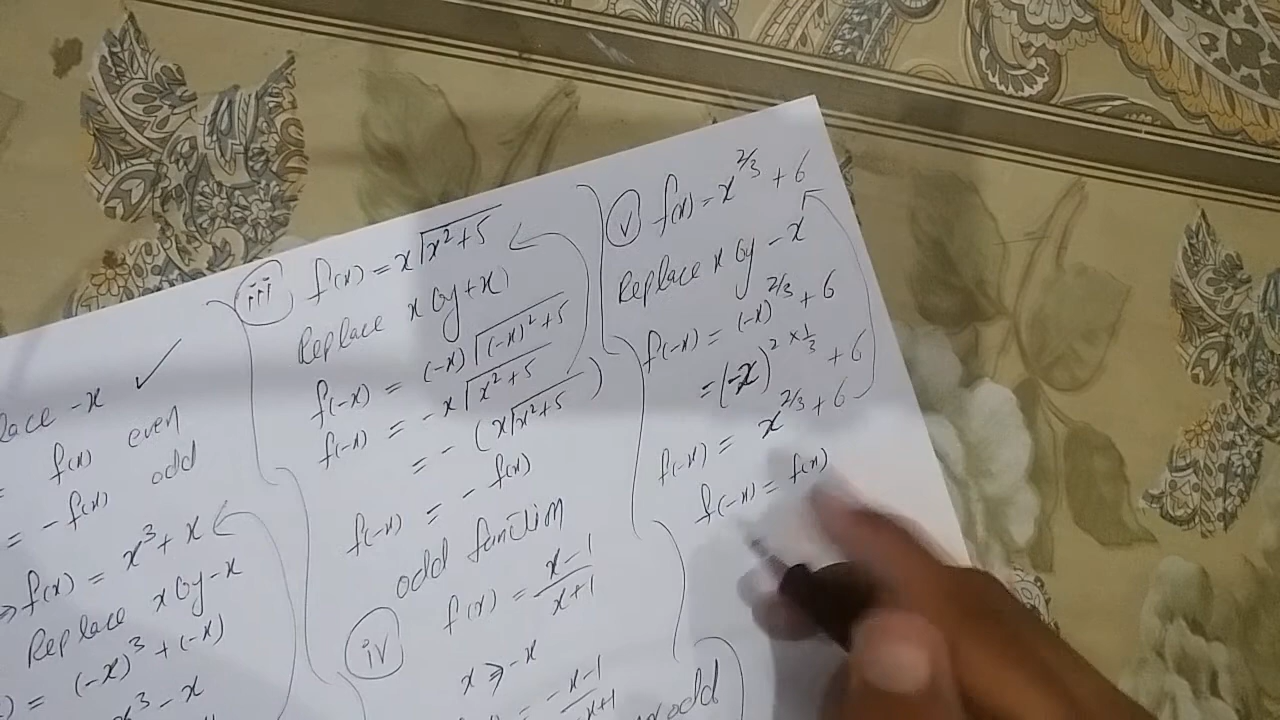 lace -x ✓
= f(x) even
= -f(x) odd
⇒ f(x) = x³ + x
Replace x by -x
= (-x)³ + (-x)
x³ - x
iii f(x) = x√(x²+5)
Replace x by +x)
f(-x) = (-x)√((-x)²+5)
f(-x) = -x√(x²+5)
= -(x√(x²+5))
f(-x) = -f(x)
odd function
iv f(x) = (x-1)/(x+1)
x ⇒ -x
= (-x-1)/(-x+1)
odd
v f(x) = x^(2/3) + 6
Replace x by -x
f(-x) = (-x)^(2/3) + 6
= (-x)^(2 × 1/3) + 6
f(-x) = x^(2/3) + 6
f(-x) = f(x)